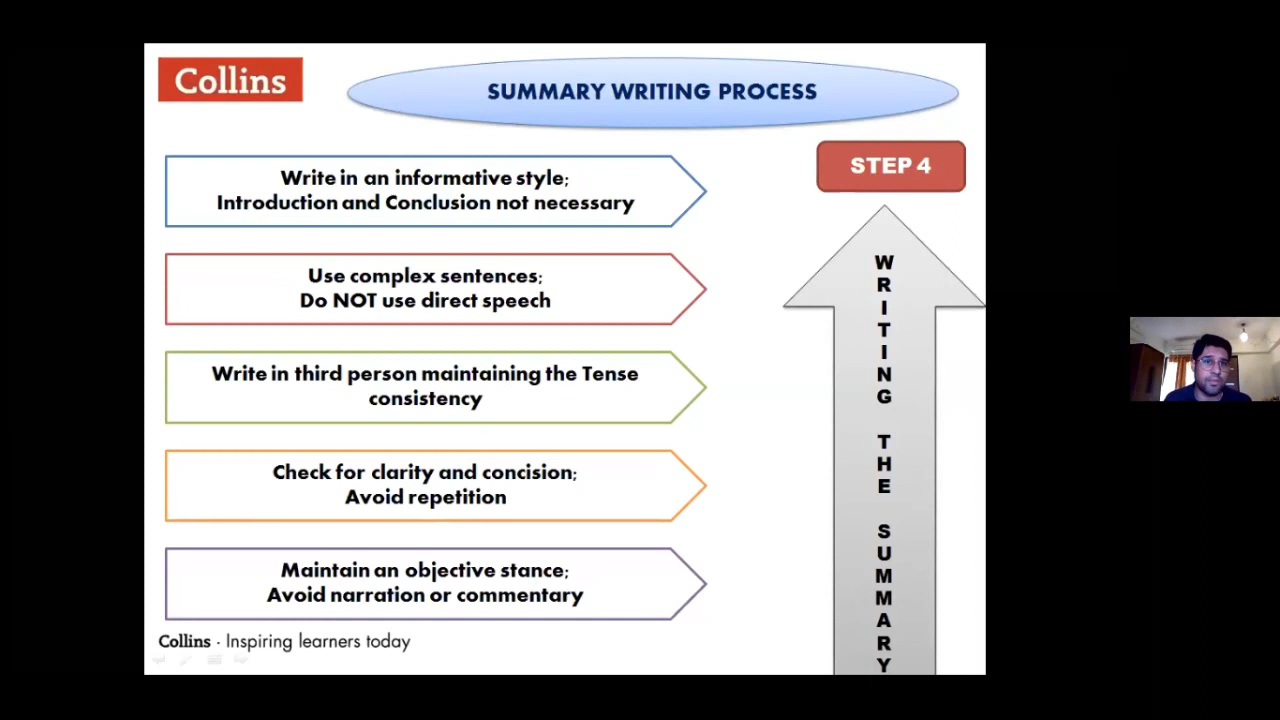 Collins
SUMMARY WRITING PROCESS
STEP 4
Write in an informative style;
Introduction and Conclusion not necessary
Use complex sentences;
Do NOT use direct speech
Write in third person maintaining the Tense
consistency
Check for clarity and concision;
Avoid repetition
Maintain an objective stance;
Avoid narration or commentary
WRITING THE SUMMARY
Collins · Inspiring learners today